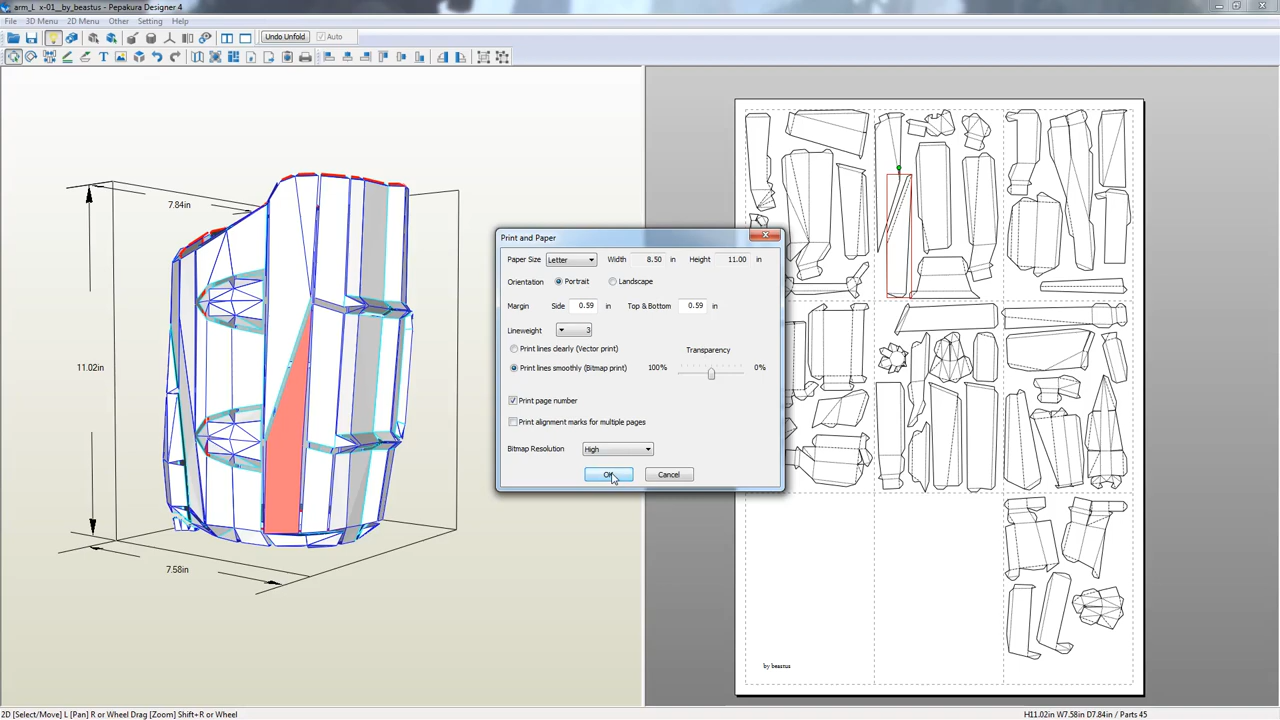 arm_L x-01__by_beastus - Pepakura Designer 4
File 3D Menu 2D Menu Other Setting Help
Undo Unfold Auto
7.84in
11.02in
7.58in
Print and Paper
Paper Size Letter Width 8.50 in Height 11.00 in
Orientation Portrait Landscape
Margin Side 0.59 in Top & Bottom 0.59 in
Lineweight 3
Print lines clearly (Vector print) Transparency
Print lines smoothly (Bitmap print) 100% 0%
Print page number
Print alignment marks for multiple pages
Bitmap Resolution High
OK Cancel
by beastus
2D [Select/Move] L [Pan] R or Wheel Drag [Zoom] Shift+R or Wheel H11.02in W7.58in D7.84in / Parts 45